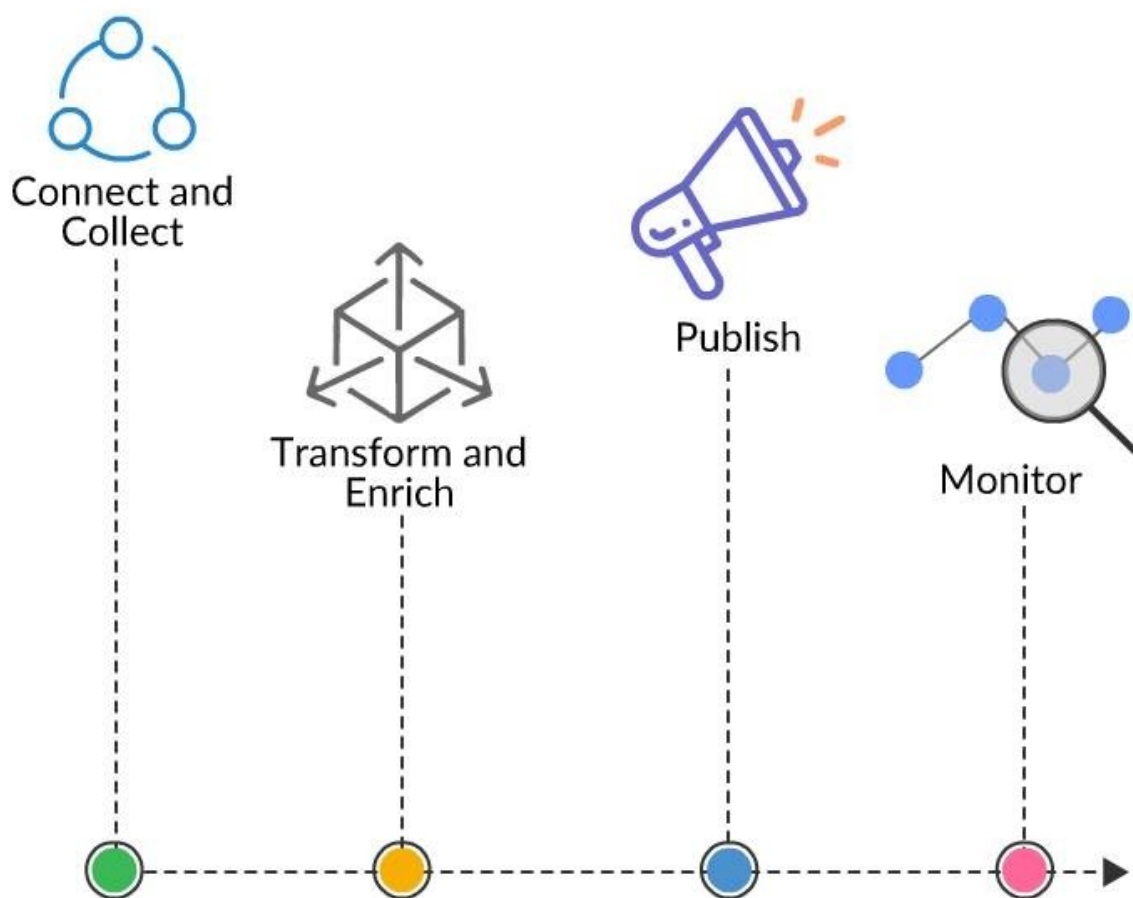 Connect and
Collect
Transform and
Enrich
Publish
Monitor